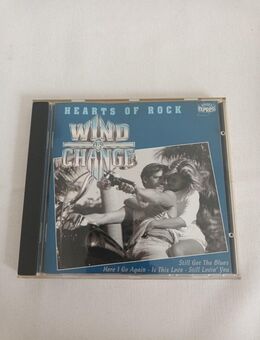 HEARTS OF ROCK
EXPRESS
WIND
OF
CHANGE
Still Got The Blues
Here I Go Again - Is This Love - Still Lovin' You